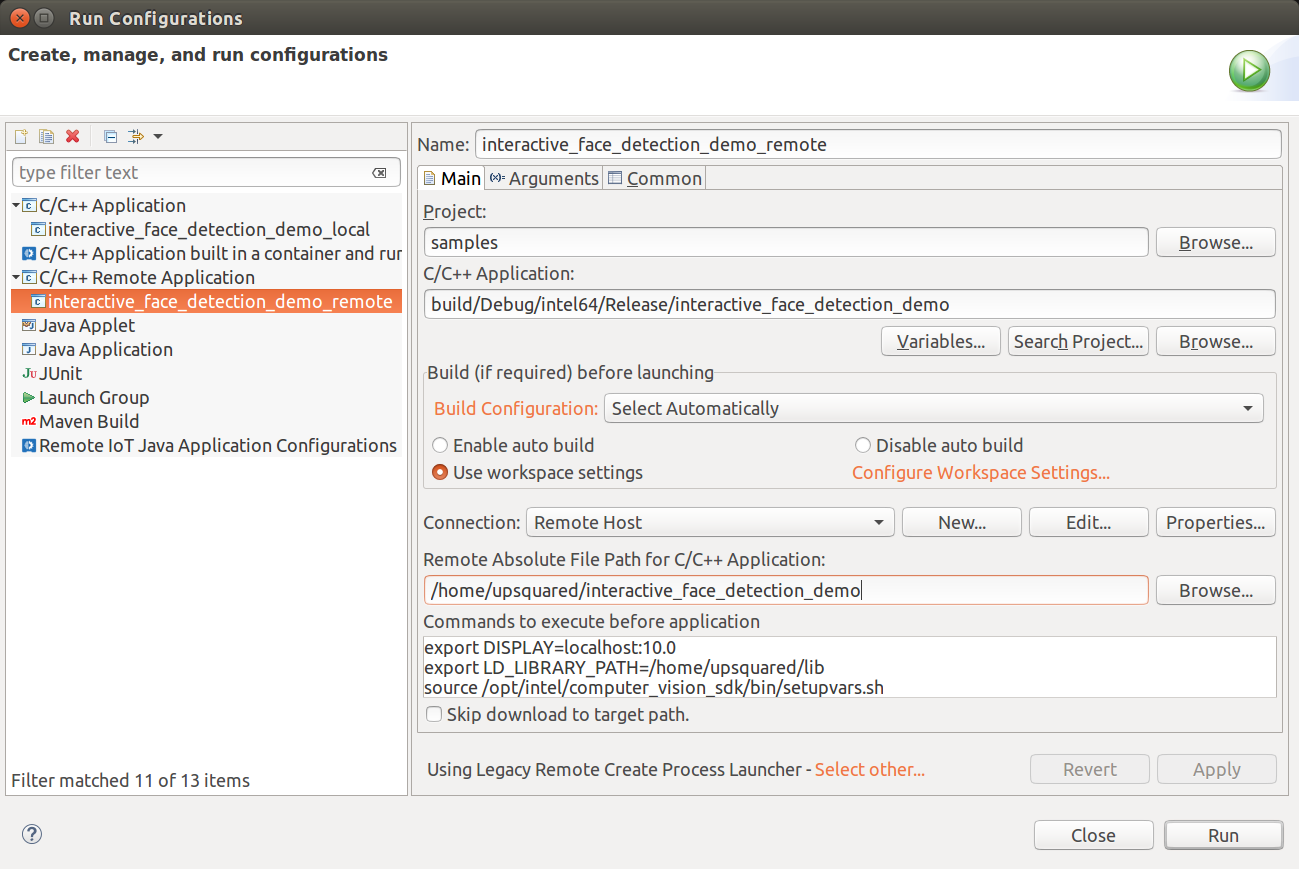 Run Configurations
Create, manage, and run configurations
type filter text
C/C++ Application
interactive_face_detection_demo_local
C/C++ Application built in a container and rur
C/C++ Remote Application
interactive_face_detection_demo_remote
Java Applet
Java Application
JUnit
Launch Group
Maven Build
Remote IoT Java Application Configurations
Filter matched 11 of 13 items
Name: interactive_face_detection_demo_remote
Main (x)= Arguments Common
Project:
samples Browse...
C/C++ Application:
build/Debug/intel64/Release/interactive_face_detection_demo
Variables... Search Project... Browse...
Build (if required) before launching
Build Configuration: Select Automatically
Enable auto build Disable auto build
Use workspace settings Configure Workspace Settings...
Connection: Remote Host New... Edit... Properties...
Remote Absolute File Path for C/C++ Application:
/home/upsquared/interactive_face_detection_demo Browse...
Commands to execute before application
export DISPLAY=localhost:10.0
export LD_LIBRARY_PATH=/home/upsquared/lib
source /opt/intel/computer_vision_sdk/bin/setupvars.sh
Skip download to target path.
Using Legacy Remote Create Process Launcher - Select other... Revert Apply
? Close Run